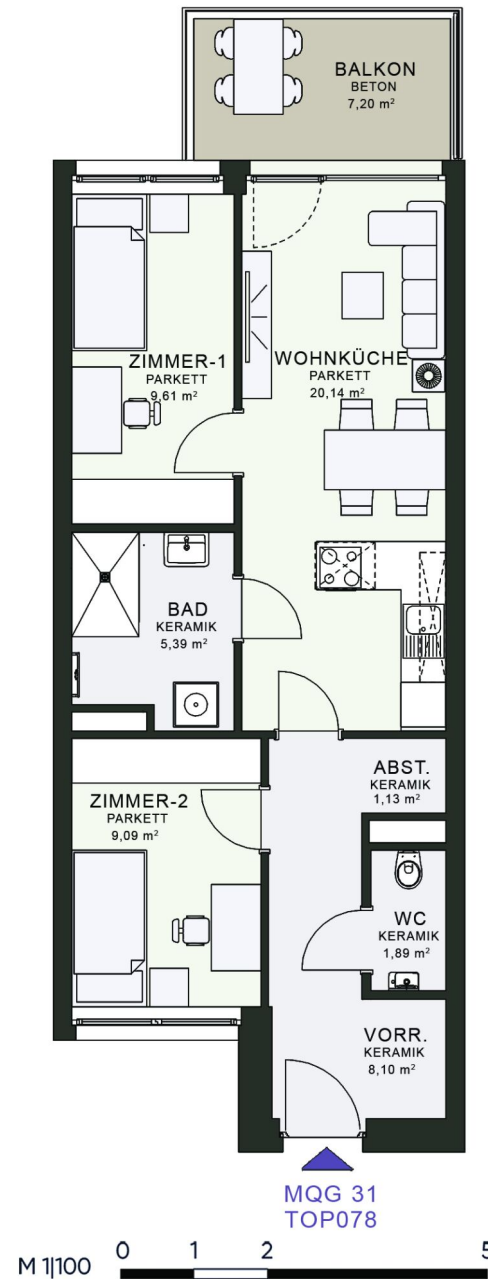 BALKON
BETON
7,20 m²
ZIMMER-1
PARKETT
9,61 m²
WOHNKÜCHE
PARKETT
20,14 m²
BAD
KERAMIK
5,39 m²
ABST.
KERAMIK
1,13 m²
ZIMMER-2
PARKETT
9,09 m²
WC
KERAMIK
1,89 m²
VORR.
KERAMIK
8,10 m²
MQG 31
TOP078
M 1|100 0 1 2 5